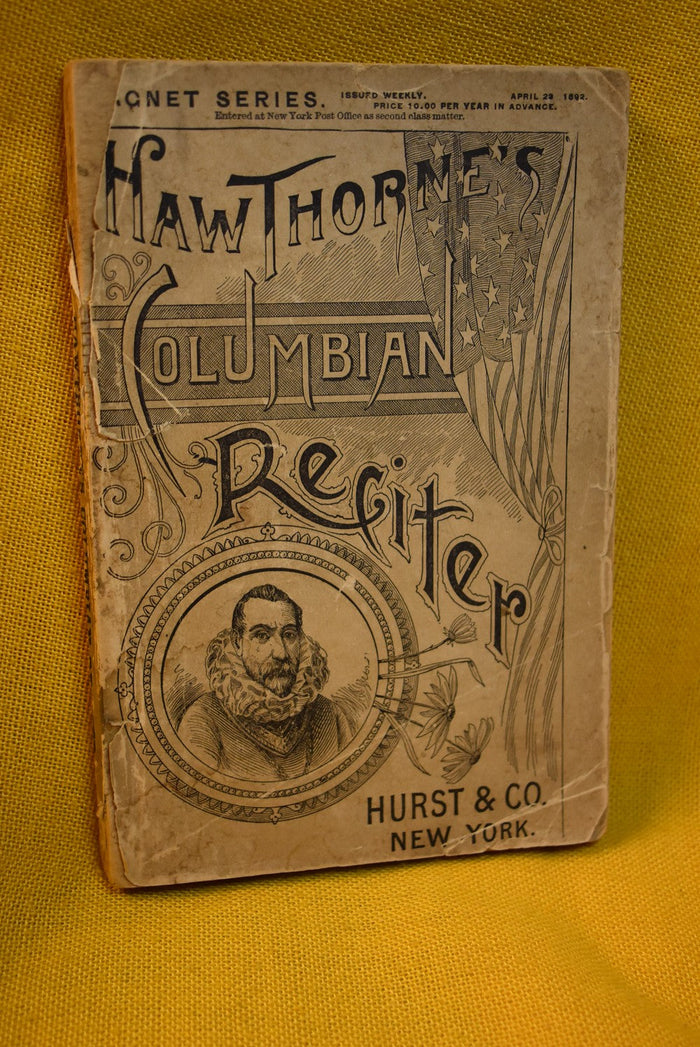 GNET SERIES. ISSUED WEEKLY. APRIL 29 1892.
PRICE 10.00 PER YEAR IN ADVANCE.
Entered at New York Post Office as second class matter.
HAWTHORNE'S
COLUMBIAN
Reciter
HURST & CO.
NEW YORK.